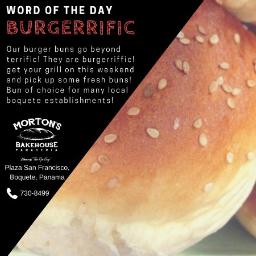 WORD OF THE DAY
BURGERRIFIC
Our burger buns go beyond
terrific! They are burgerriffic!
get your grill on this weekend
and pick up some fresh buns!
Bun of choice for many local
boquete establishments!
MORTON'S
BAKEHOUSE
PANADERIA
Plaza San Francisco,
Boquete, Panama
730-8499